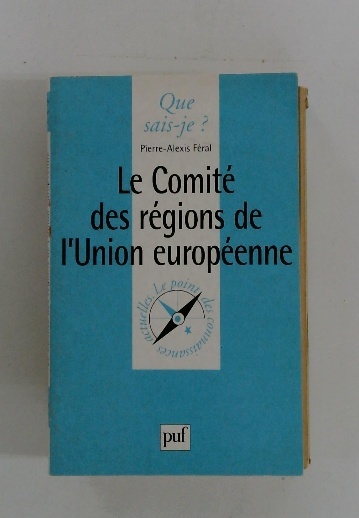 Que
sais-je ?
Pierre-Alexis Féral
Le Comité
des régions de
l'Union européenne
Le point des connaissances actuelles
puf